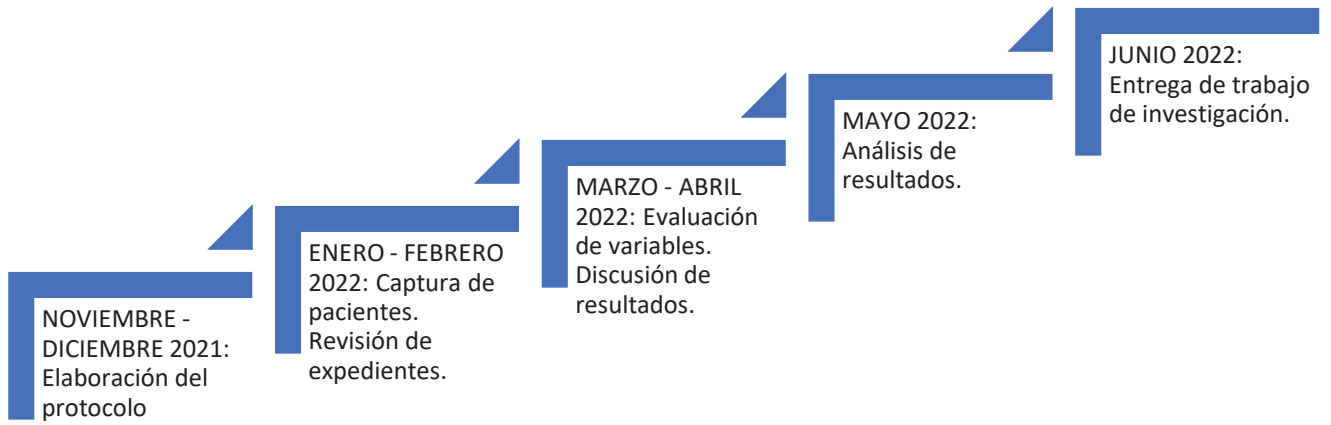 NOVIEMBRE -
DICIEMBRE 2021:
Elaboración del
protocolo
ENERO - FEBRERO
2022: Captura de
pacientes.
Revisión de
expedientes.
MARZO - ABRIL
2022: Evaluación
de variables.
Discusión de
resultados.
MAYO 2022:
Análisis de
resultados.
JUNIO 2022:
Entrega de trabajo
de investigación.